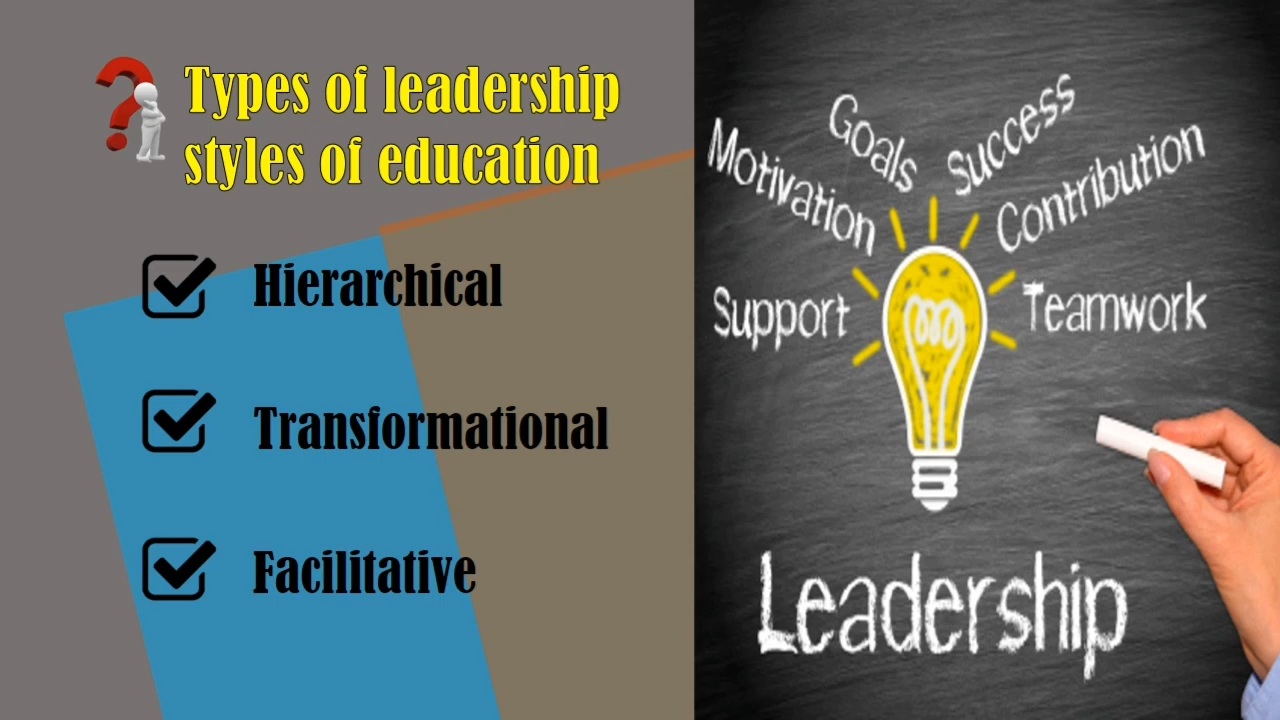 Types of leadership
styles of education
Hierarchical
Transformational
Facilitative
Motivation
Goals
Success
Contribution
Support
Teamwork
Leadership